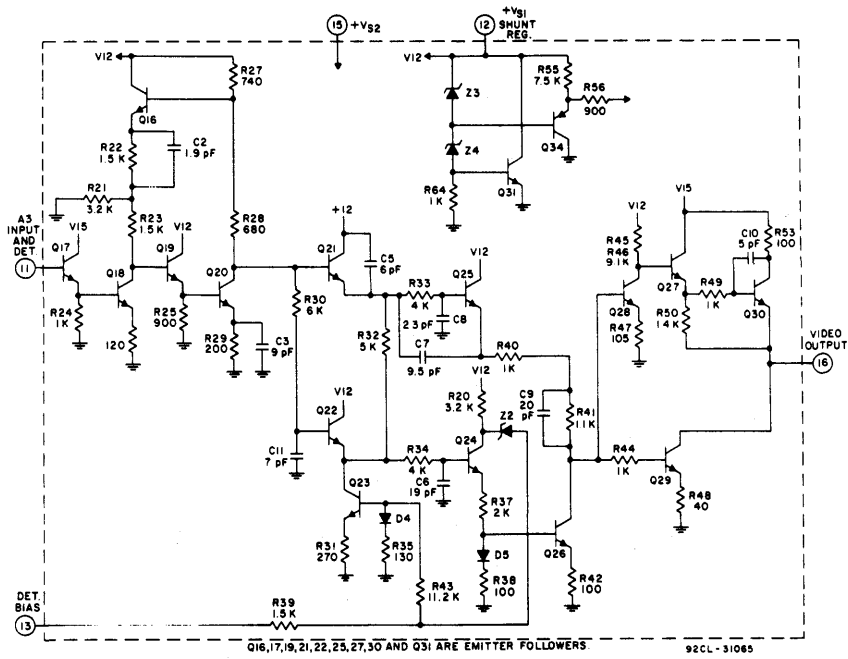 15 +VS2
12 +VS1
SHUNT
REG.
V12
R27
740
Q16
R22
1.5 K
C2
1.9 pF
R21
3.2 K
R23
1.5 K
R28
680
V12
Z3
Z4
R64
1K
Q31
R55
7.5 K
R56
900
Q34
A3
INPUT
AND
DET.
11
V15
Q17
R24
1K
Q18
120
Q19
V12
R25
900
Q20
R29
200
C3
9 pF
+12
Q21
C5
6 pF
R30
6 K
R32
5 K
R33
4 K
Q25
V12
23 pF
C8
C7
9.5 pF
R40
1K
V12
R45
R46
9.1K
Q28
R47
105
V15
Q27
R49
1K
R50
1.4 K
C10
5 pF
R53
100
Q30
VIDEO
OUTPUT
16
Q22
V12
C11
7 pF
Q23
R31
270
D4
R35
130
R34
4 K
C6
19 pF
V12
R20
3.2 K
Z2
Q24
R37
2 K
D5
R38
100
C9
20
pF
R41
1.1 K
Q26
R42
100
R44
1K
Q29
R48
40
R43
11.2 K
DET.
BIAS
13
R39
1.5 K
Q16,17,19,21,22,25,27,30 AND Q31 ARE EMITTER FOLLOWERS.
92CL-31065